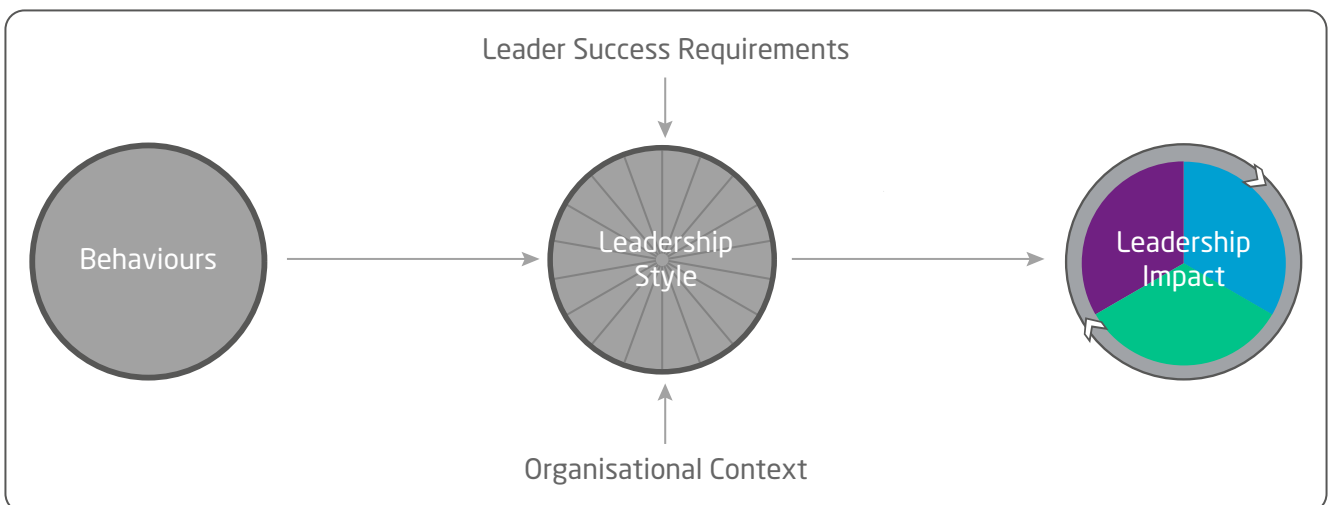 Leader Success Requirements
Behaviours
Leadership
Style
Leadership
Impact
Organisational Context